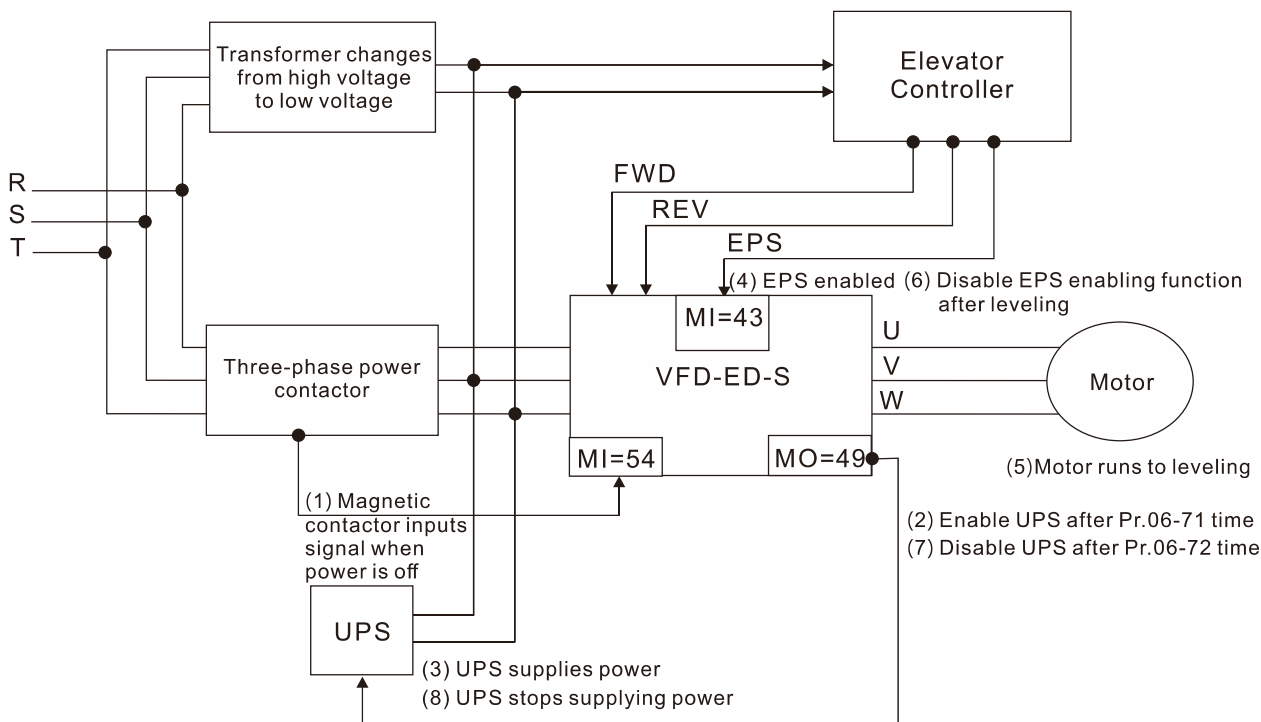 Transformer changes
from high voltage
to low voltage
Elevator
Controller
R
S
T
FWD
REV
EPS
(4) EPS enabled
(6) Disable EPS enabling function
after leveling
MI=43
VFD-ED-S
Three-phase power
contactor
U
V
W
Motor
MI=54
MO=49
(5)Motor runs to leveling
(1) Magnetic
contactor inputs
signal when
power is off
(2) Enable UPS after Pr.06-71 time
(7) Disable UPS after Pr.06-72 time
UPS
(3) UPS supplies power
(8) UPS stops supplying power